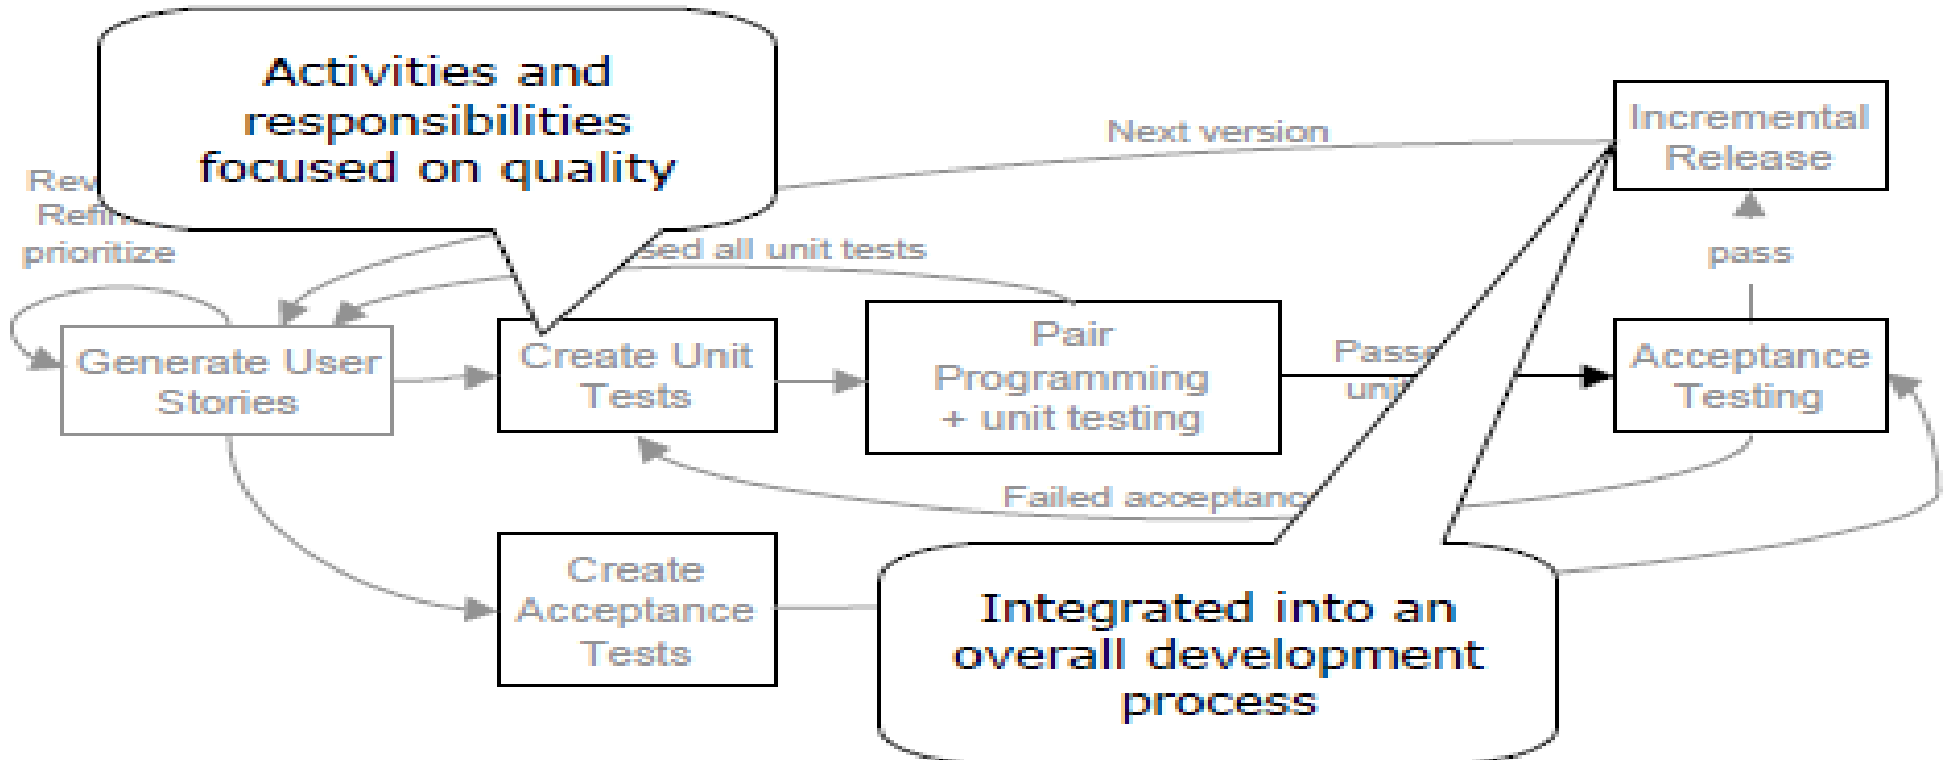 Activities and
responsibilities
focused on quality
Next version
Incremental
Release
prioritize
all unit tests
pass
Generate User
Stories
Create Unit
Tests
Pair
Programming
+ unit testing
Acceptance
Testing
Failed
Create
Acceptance
Tests
Integrated into an
overall development
process